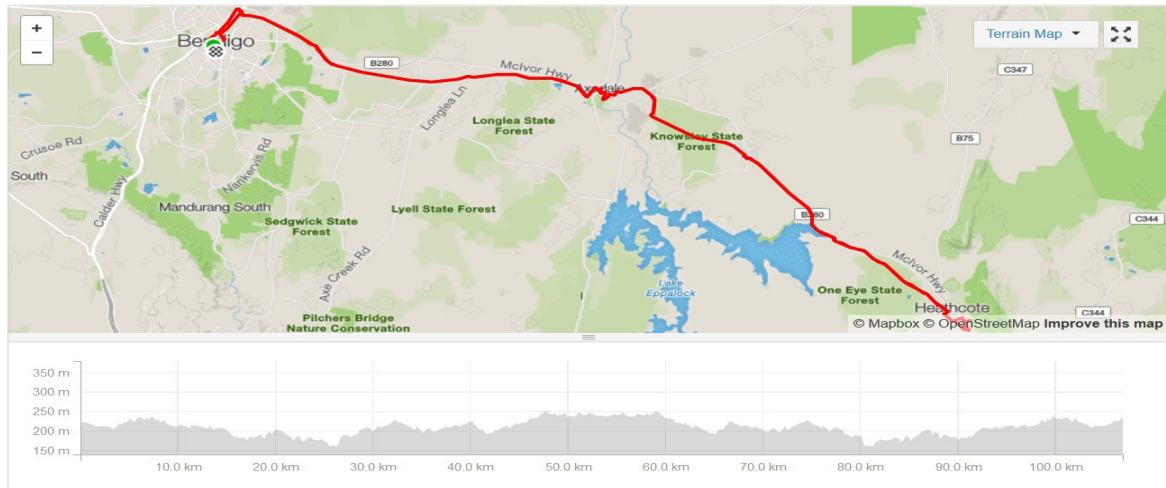 +
−
Bendigo
Terrain Map
B280
McIvor Hwy
C347
Axedale
Longlea Ln
Longlea State
Forest
Knowsley State
Forest
B75
Crusoe Rd
South
Nankervis Rd
Calder Hwy
Mandurang South
Sedgwick State
Forest
Lyell State Forest
B280
C344
Axe Creek Rd
McIvor Hwy
Lake
Eppalock
One Eye State
Forest
Heathcote
Pilchers Bridge
Nature Conservation
C344
© Mapbox © OpenStreetMap Improve this map
350 m
300 m
250 m
200 m
150 m
10.0 km 20.0 km 30.0 km 40.0 km 50.0 km 60.0 km 70.0 km 80.0 km 90.0 km 100.0 km